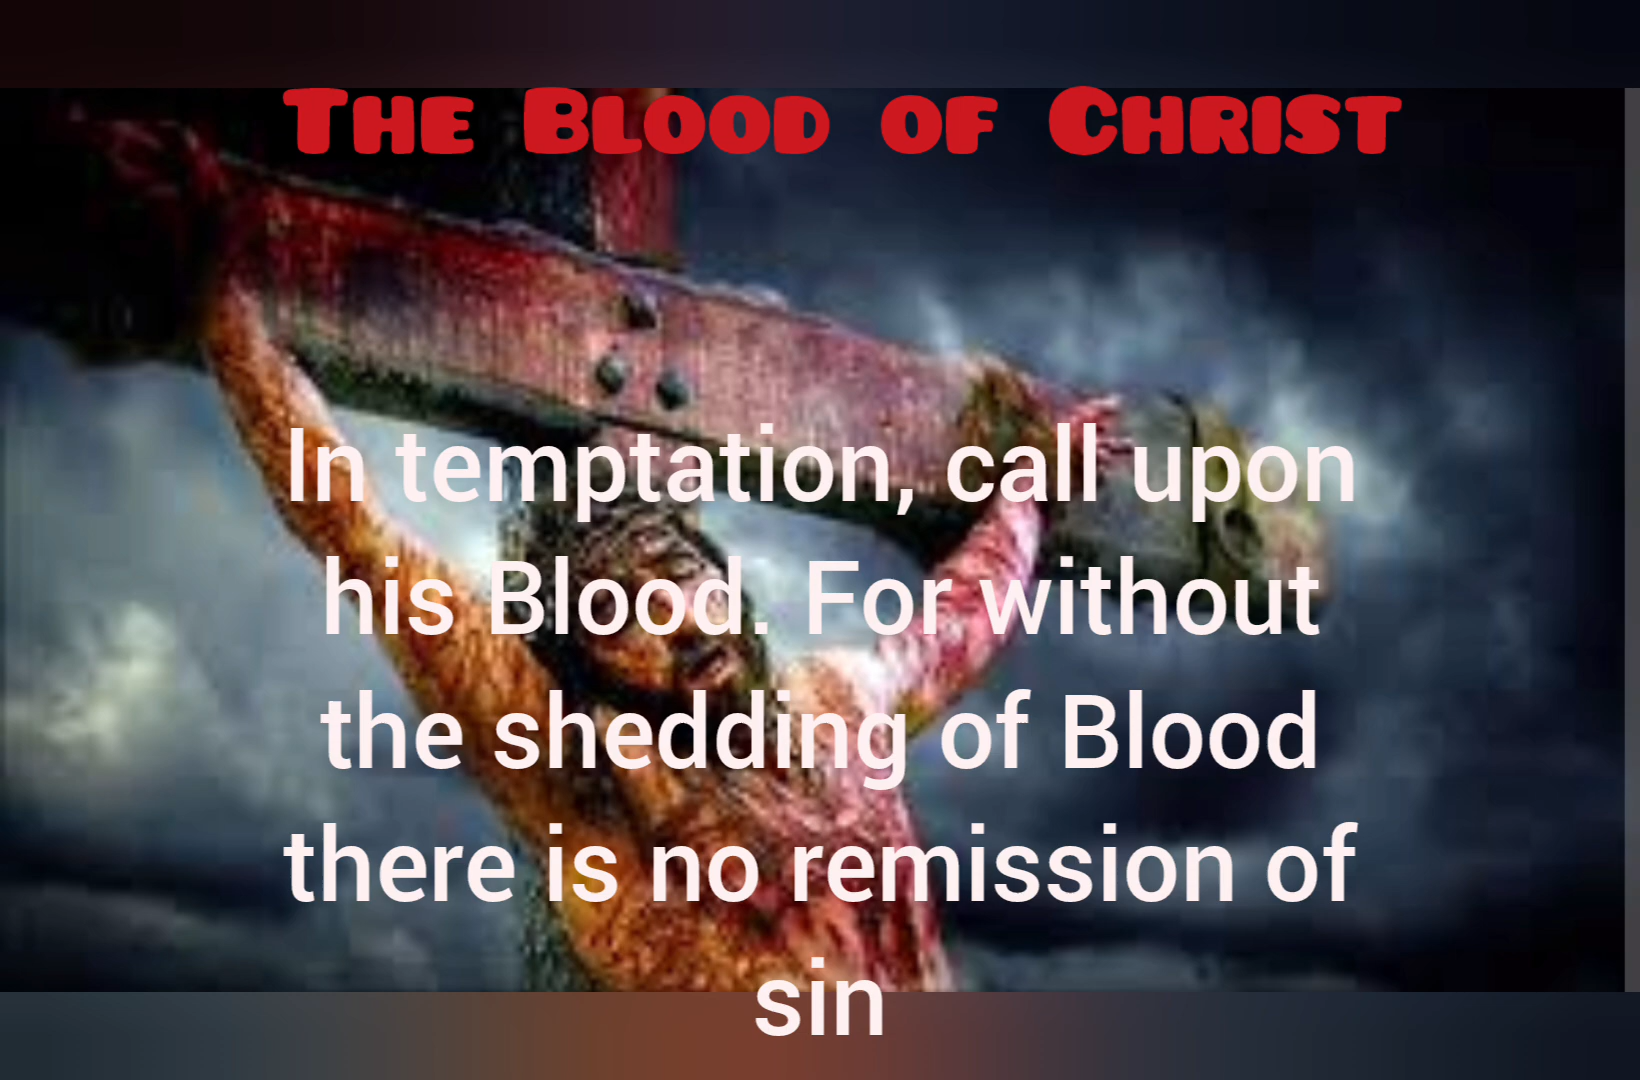 The Blood of Christ
In temptation, call upon
his Blood. For without
the shedding of Blood
there is no remission of
sin